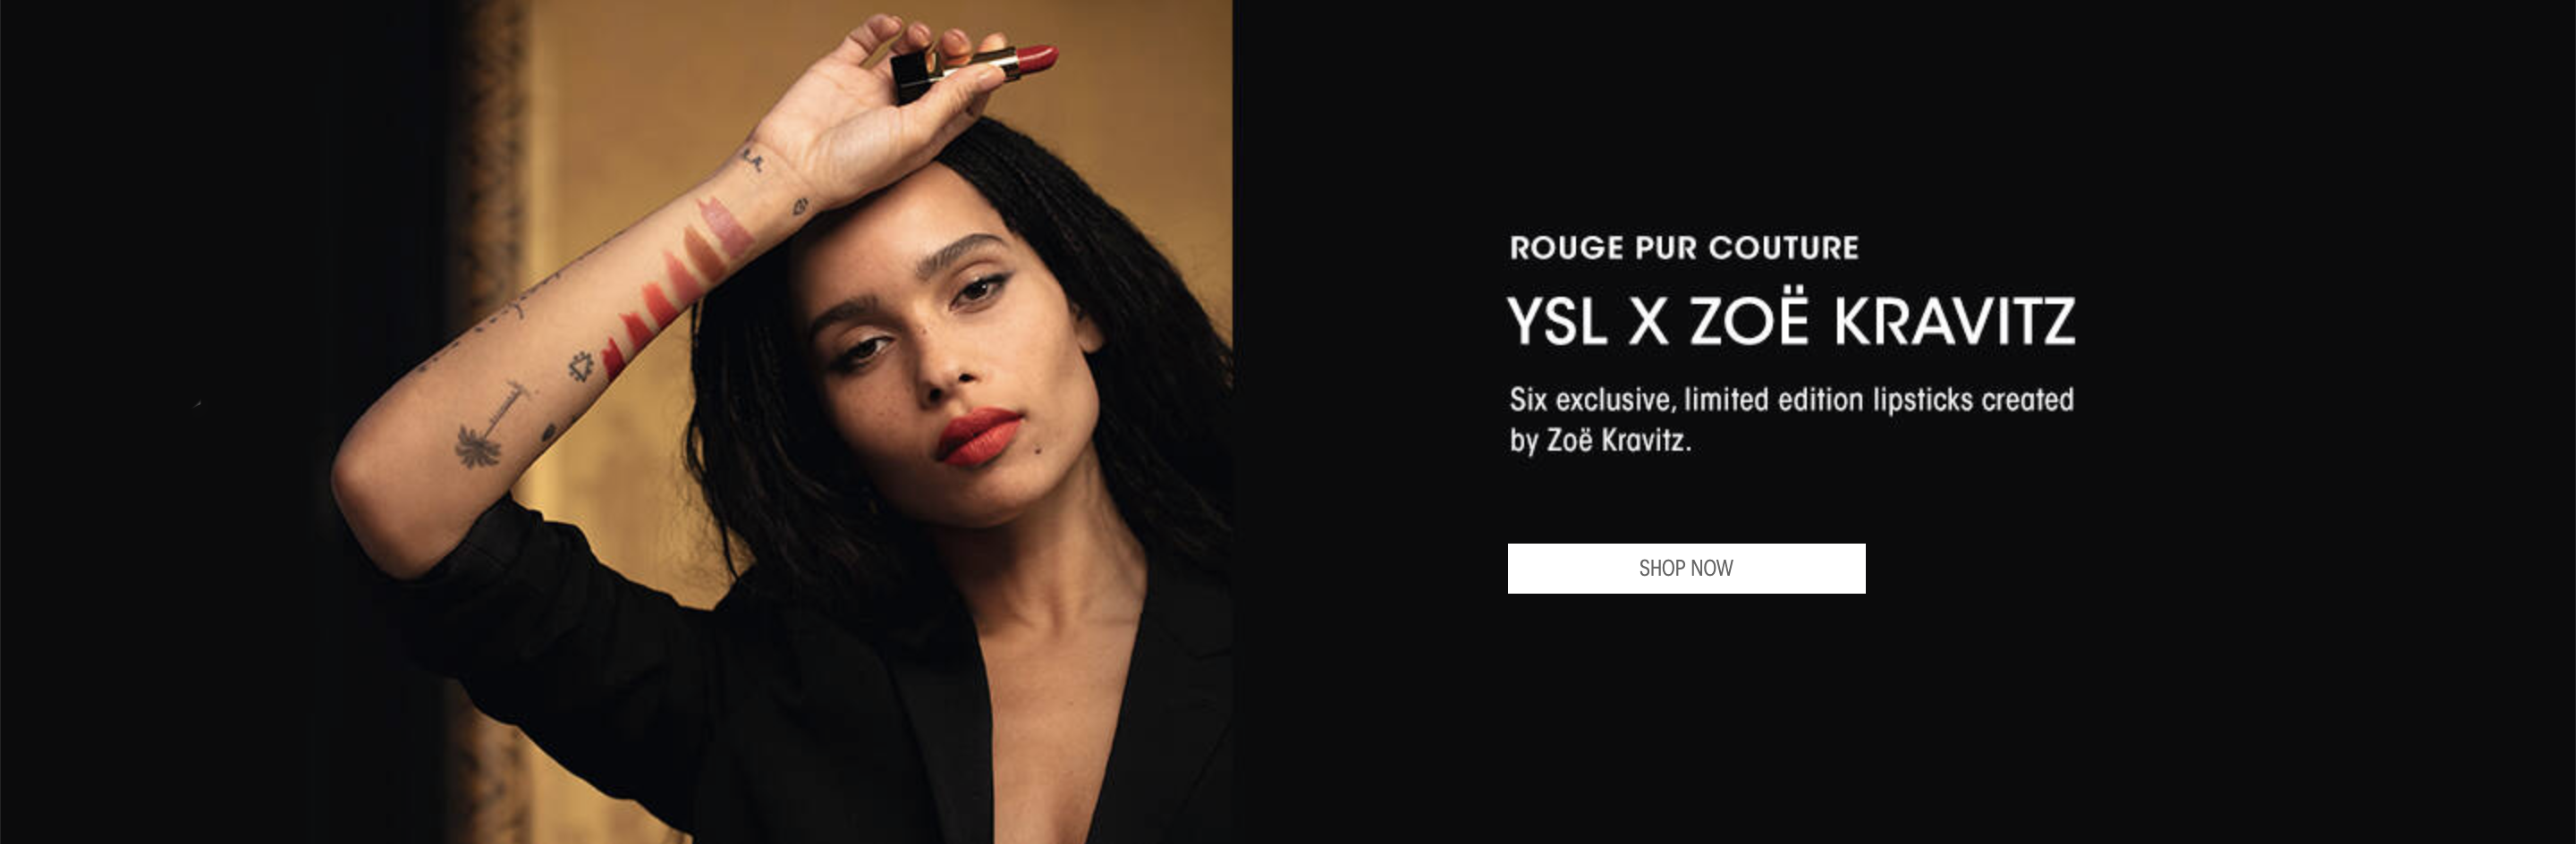 ROUGE PUR COUTURE
YSL X ZOË KRAVITZ
Six exclusive, limited edition lipsticks created
by Zoë Kravitz.
SHOP NOW